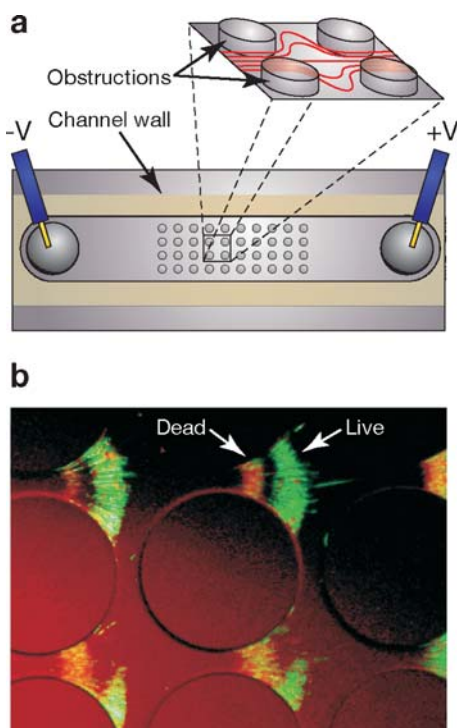 a
Obstructions
Channel wall
-V
+V
b
Dead
Live